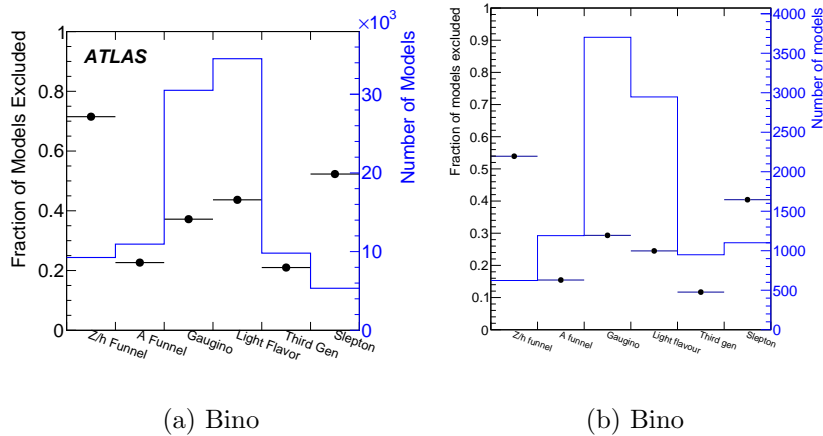 ATLAS
Fraction of Models Excluded
1
0.8
0.6
0.4
0.2
0
×10³
Number of Models
30
20
10
0
Z/h Funnel
A Funnel
Gaugino
Light Flavor
Third Gen
Slepton
(a) Bino
Fraction of models excluded
1
0.9
0.8
0.7
0.6
0.5
0.4
0.3
0.2
0.1
0
Number of models
4000
3500
3000
2500
2000
1500
1000
500
0
Z/h funnel
A funnel
Gaugino
Light flavour
Third gen
Slepton
(b) Bino